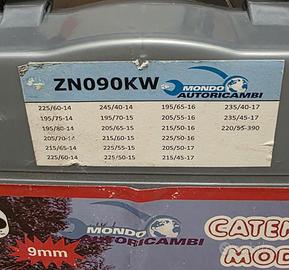 ZN090KW MONDO
AUTORICAMBI
225/60-14 245/40-14 195/65-16 235/40-17
195/75-14 195/70-15 205/55-16 235/45-17
195/80-14 205/65-15 215/50-16 220/55-390
205/70-14 215/60-15 225/50-16
215/65-14 225/55-15 205/50-17
225/60-14 225/50-15 215/45-17
MONDO
AUTORICAMBI
CATEN
9mm
MOD